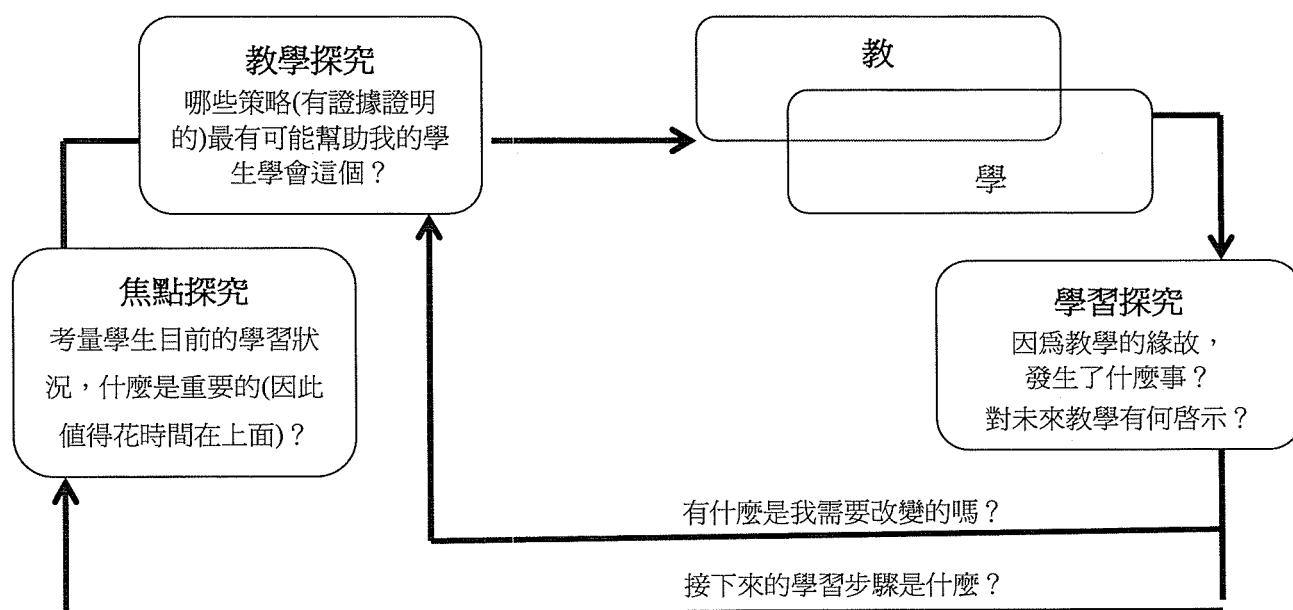 教學探究
哪些策略(有證據證明
的)最有可能幫助我的學
生學會這個？
教
學
焦點探究
考量學生目前的學習狀
況，什麼是重要的(因此
值得花時間在上面)？
學習探究
因爲教學的緣故，
發生了什麼事？
對未來教學有何啓示？
有什麼是我需要改變的嗎？
接下來的學習步驟是什麼？